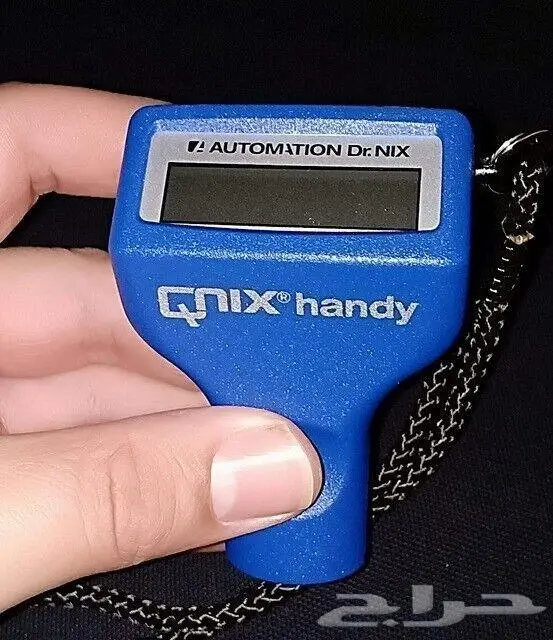 AUTOMATION Dr. NIX
QNIX® handy
حراج